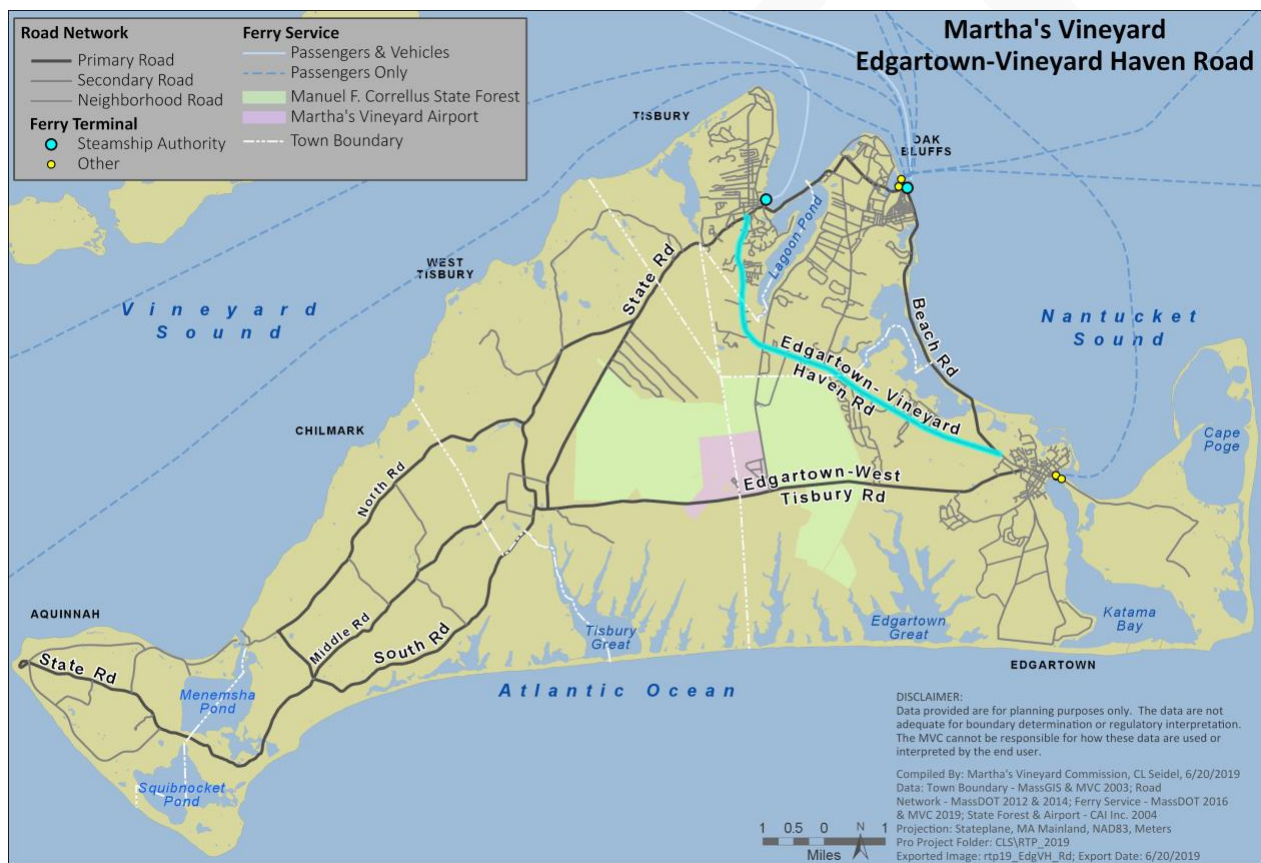 Martha's Vineyard
Edgartown-Vineyard Haven Road
Road Network
Primary Road
Secondary Road
Neighborhood Road
Ferry Terminal
Steamship Authority
Other
Ferry Service
Passengers & Vehicles
Passengers Only
Manuel F. Correllus State Forest
Martha's Vineyard Airport
Town Boundary
TISBURY
OAK
BLUFFS
WEST
TISBURY
Vineyard
Sound
State Rd
Lagoon Pond
Beach Rd
Nantucket
Sound
Edgartown- Vineyard
Haven Rd
CHILMARK
North Rd
Edgartown-West
Tisbury Rd
Cape
Poge
AQUINNAH
State Rd
Middle Rd
South Rd
Menemsha
Pond
Squibnocket
Pond
Tisbury
Great
Edgartown
Great
Katama
Bay
EDGARTOWN
Atlantic Ocean
DISCLAIMER:
Data provided are for planning purposes only. The data are not
adequate for boundary determination or regulatory interpretation.
The MVC cannot be responsible for how these data are used or
interpreted by the end user.
Compiled By: Martha's Vineyard Commission, CL Seidel, 6/20/2019
Data: Town Boundary - MassGIS & MVC 2003; Road
Network - MassDOT 2012 & 2014; Ferry Service - MassDOT 2016
& MVC 2019; State Forest & Airport - CAI Inc. 2004
Projection: Stateplane, MA Mainland, NAD83, Meters
Pro Project Folder: CLS\RTP_2019
Exported Image: rtp19_EdgVH_Rd; Export Date: 6/20/2019
1 0.5 0 N 1
Miles